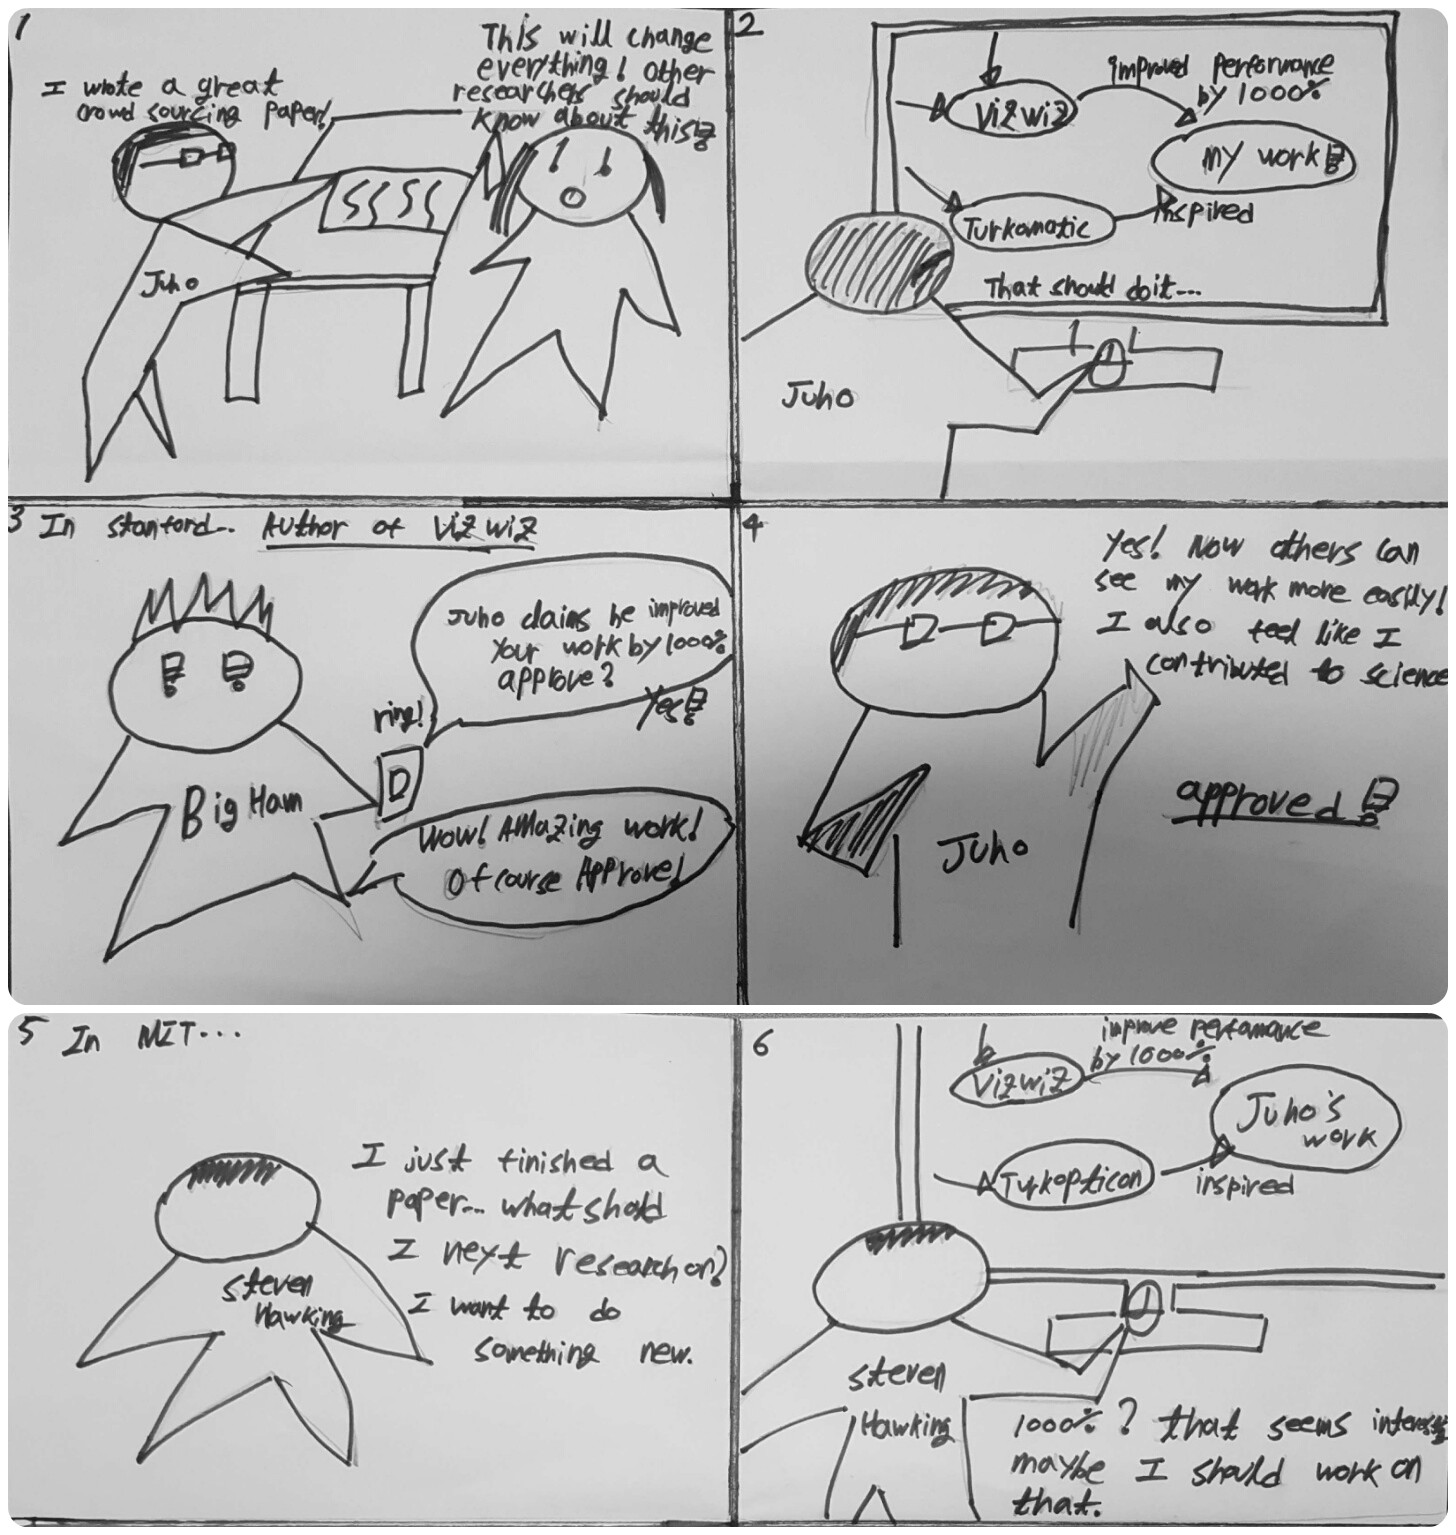 1
I wrote a great
crowd sourcing paper!
This will change
everything! other
researchers should
know about this!
Juho
2
VizWiz
improved performance
by 1000%
my work!
Turkomatic
inspired
That should do it...
Juho
3 In stanford.. Author of VizWiz
Juho claims he improved
your work by 1000%
approve?
Yes!
ring!
Big Ham
Wow! Amazing work!
Of course Approve!
4
Yes! Now others can
see my work more easily!
I also feel like I
contributed to science
approved!
Juho
5 In MIT...
I just finished a
paper... what shold
I next research on?
I want to do
something new.
steven
Hawking
6
improve perfomance
by 1000%
VizWiz
Juho's
work
Turkopticon
inspired
steven
Hawking
1000%? that seems
maybe I should work on
that.